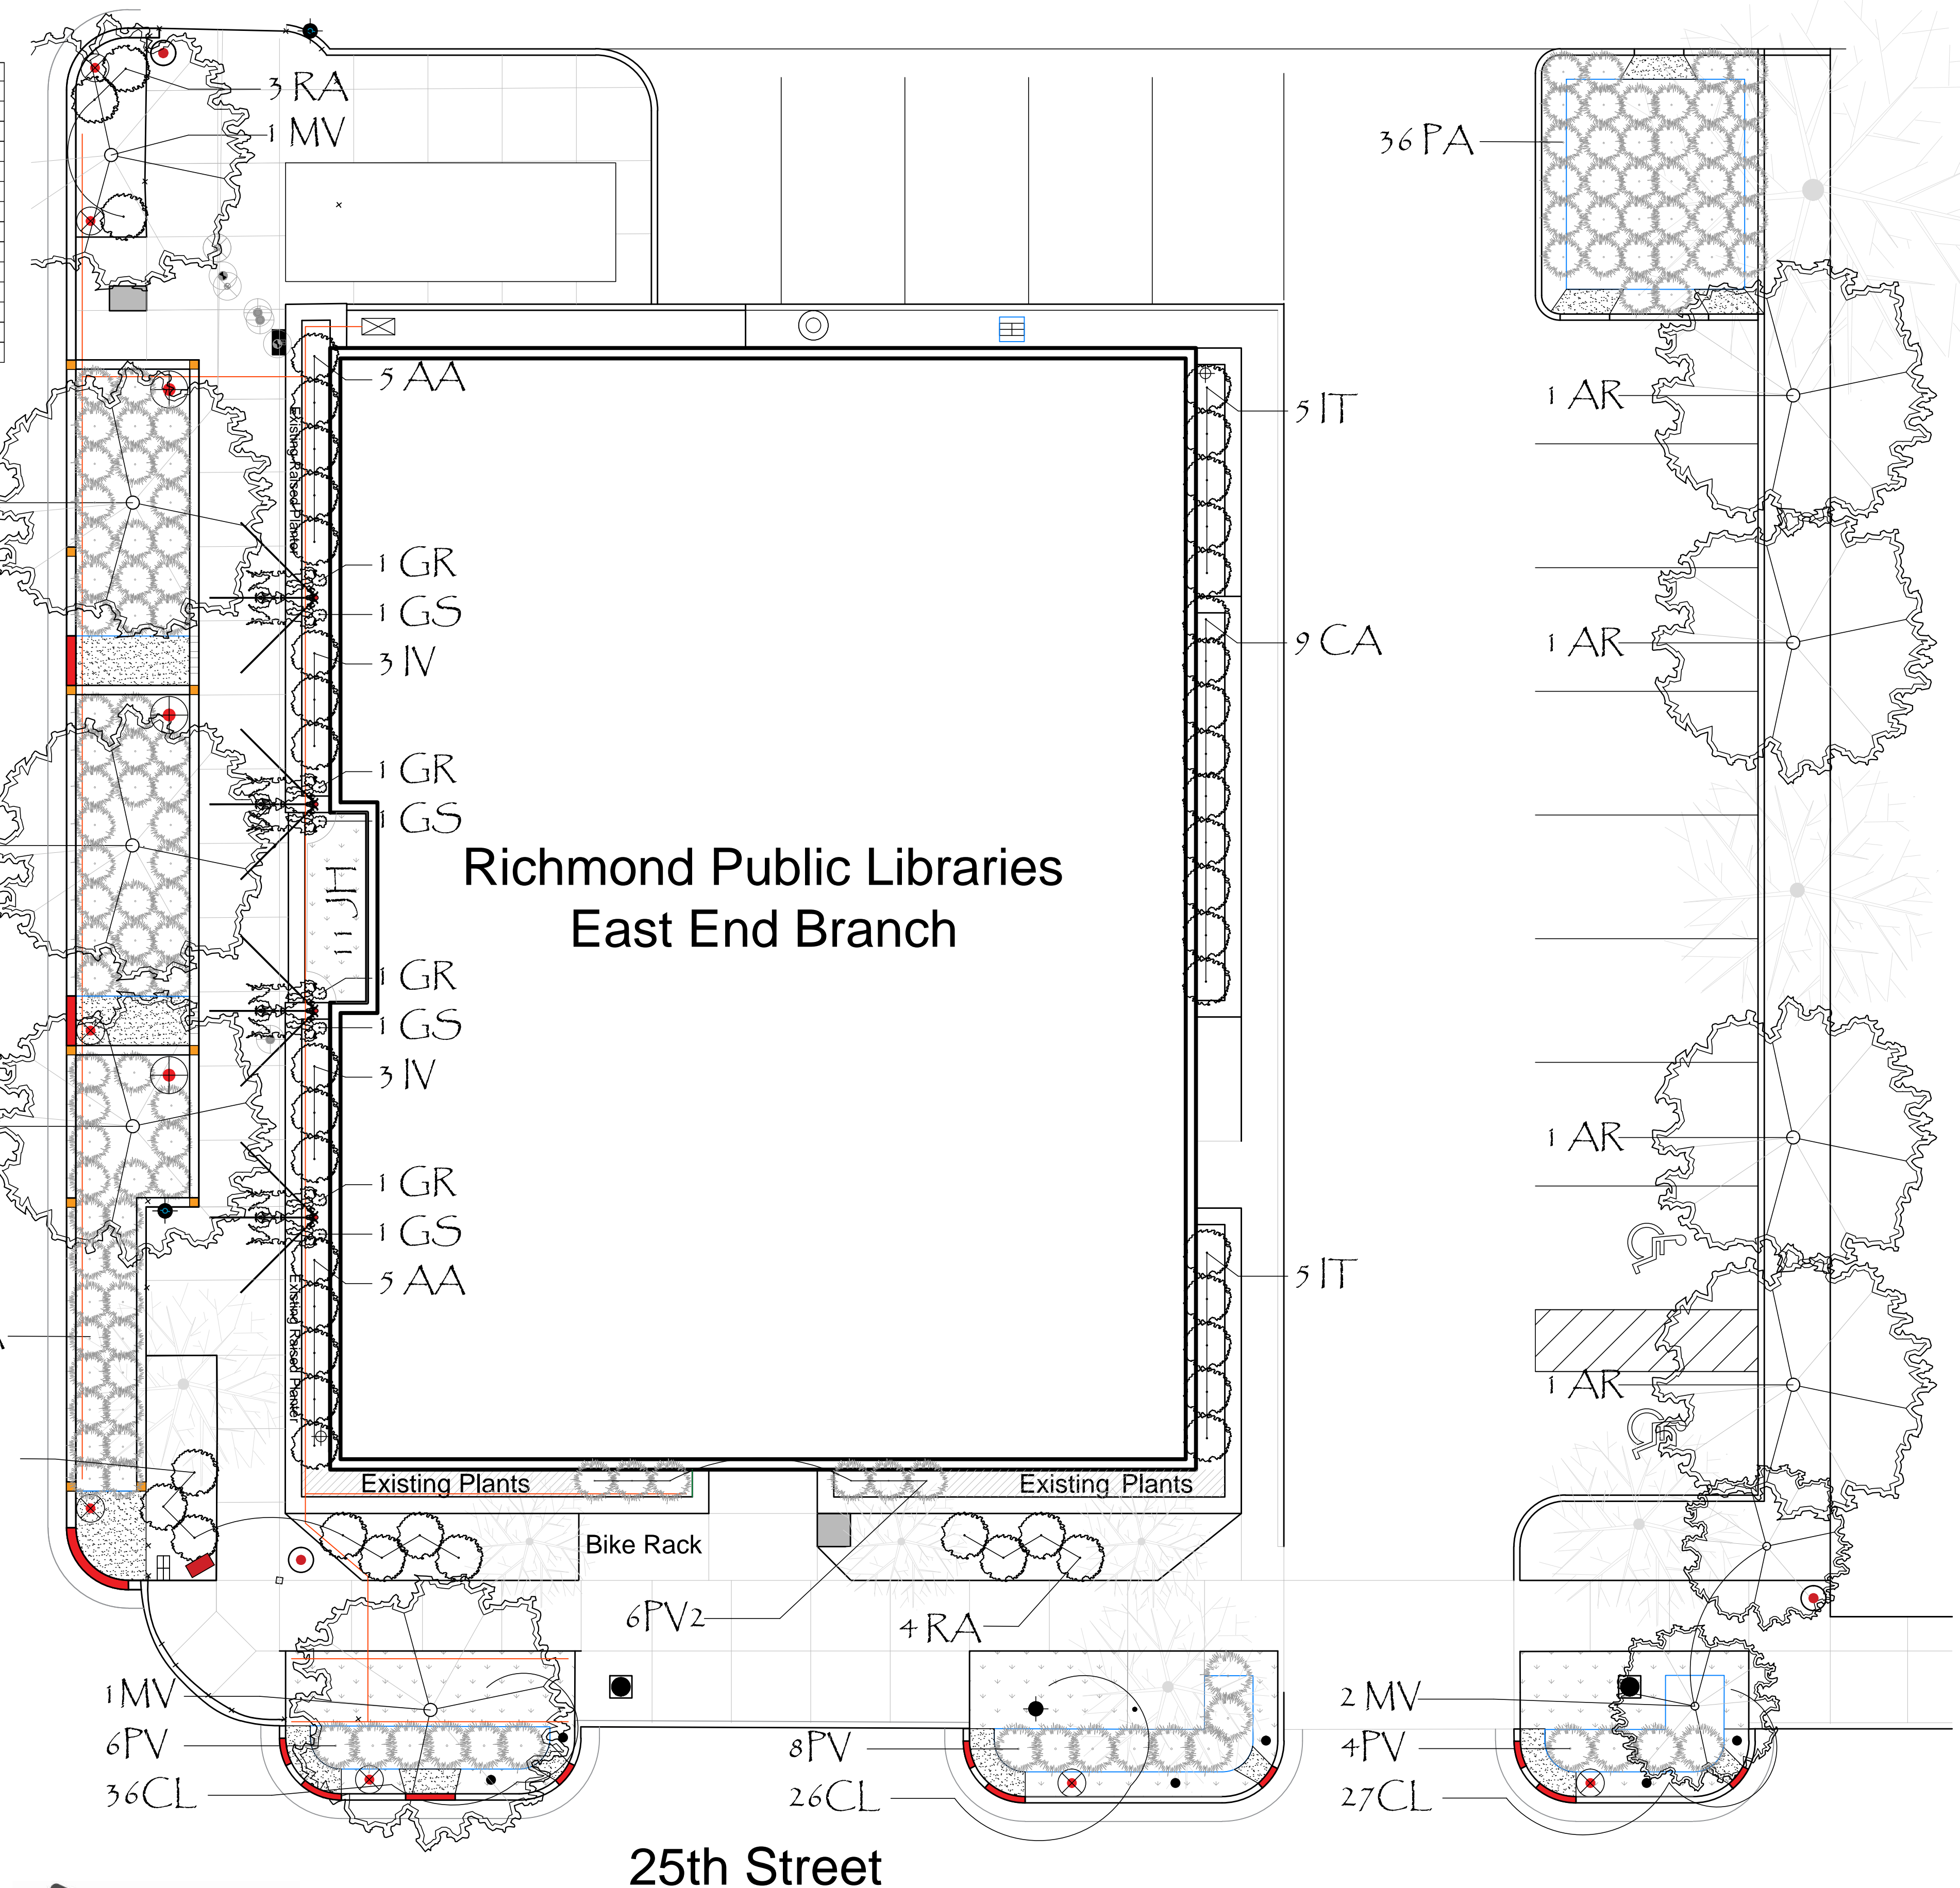 3 RA
1 MV
36 PA
5 AA
5 IT
1 AR
Existing Raised Planter
1 GR
1 GS
3 IV
9 CA
1 AR
1 GR
1 GS
11 JH
Richmond Public Libraries
East End Branch
1 GR
1 GS
3 IV
1 AR
1 GR
1 GS
5 AA
5 IT
Existing Raised Planter
1 AR
Existing Plants
Existing Plants
Bike Rack
6PV2
4 RA
1MV
6PV
36CL
8PV
26CL
2 MV
4PV
27CL
25th Street